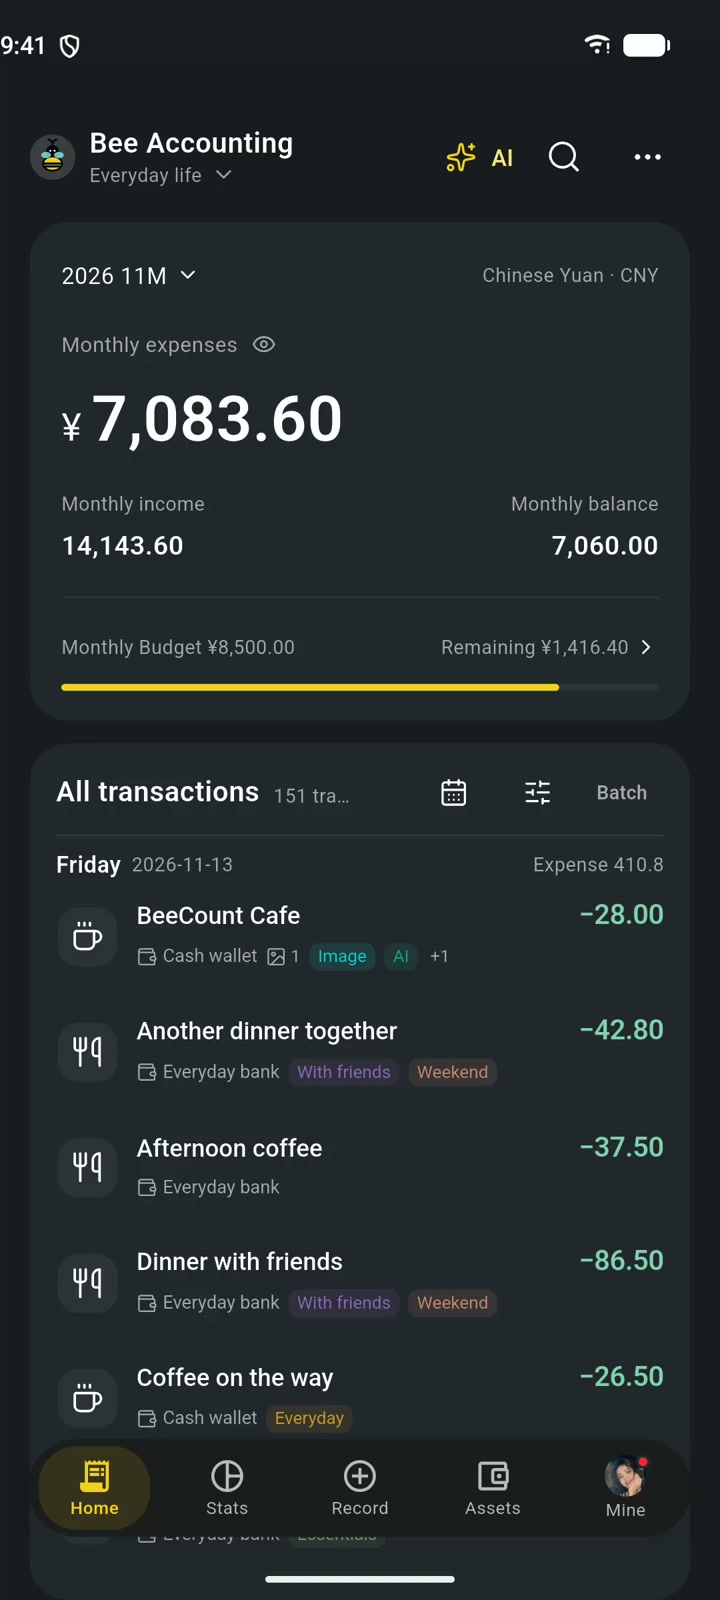 9:41
Bee Accounting
Everyday life
AI
2026 11M
Chinese Yuan · CNY
Monthly expenses
¥ 7,083.60
Monthly income
Monthly balance
14,143.60
7,060.00
Monthly Budget ¥8,500.00
Remaining ¥1,416.40
All transactions 151 tra...
Batch
Friday 2026-11-13
Expense 410.8
BeeCount Cafe
−28.00
Cash wallet 1 Image AI +1
Another dinner together
−42.80
Everyday bank With friends Weekend
Afternoon coffee
−37.50
Everyday bank
Dinner with friends
−86.50
Everyday bank With friends Weekend
Coffee on the way
−26.50
Cash wallet Everyday
Home
Stats
Record
Assets
Mine
Everyday bank Essentials